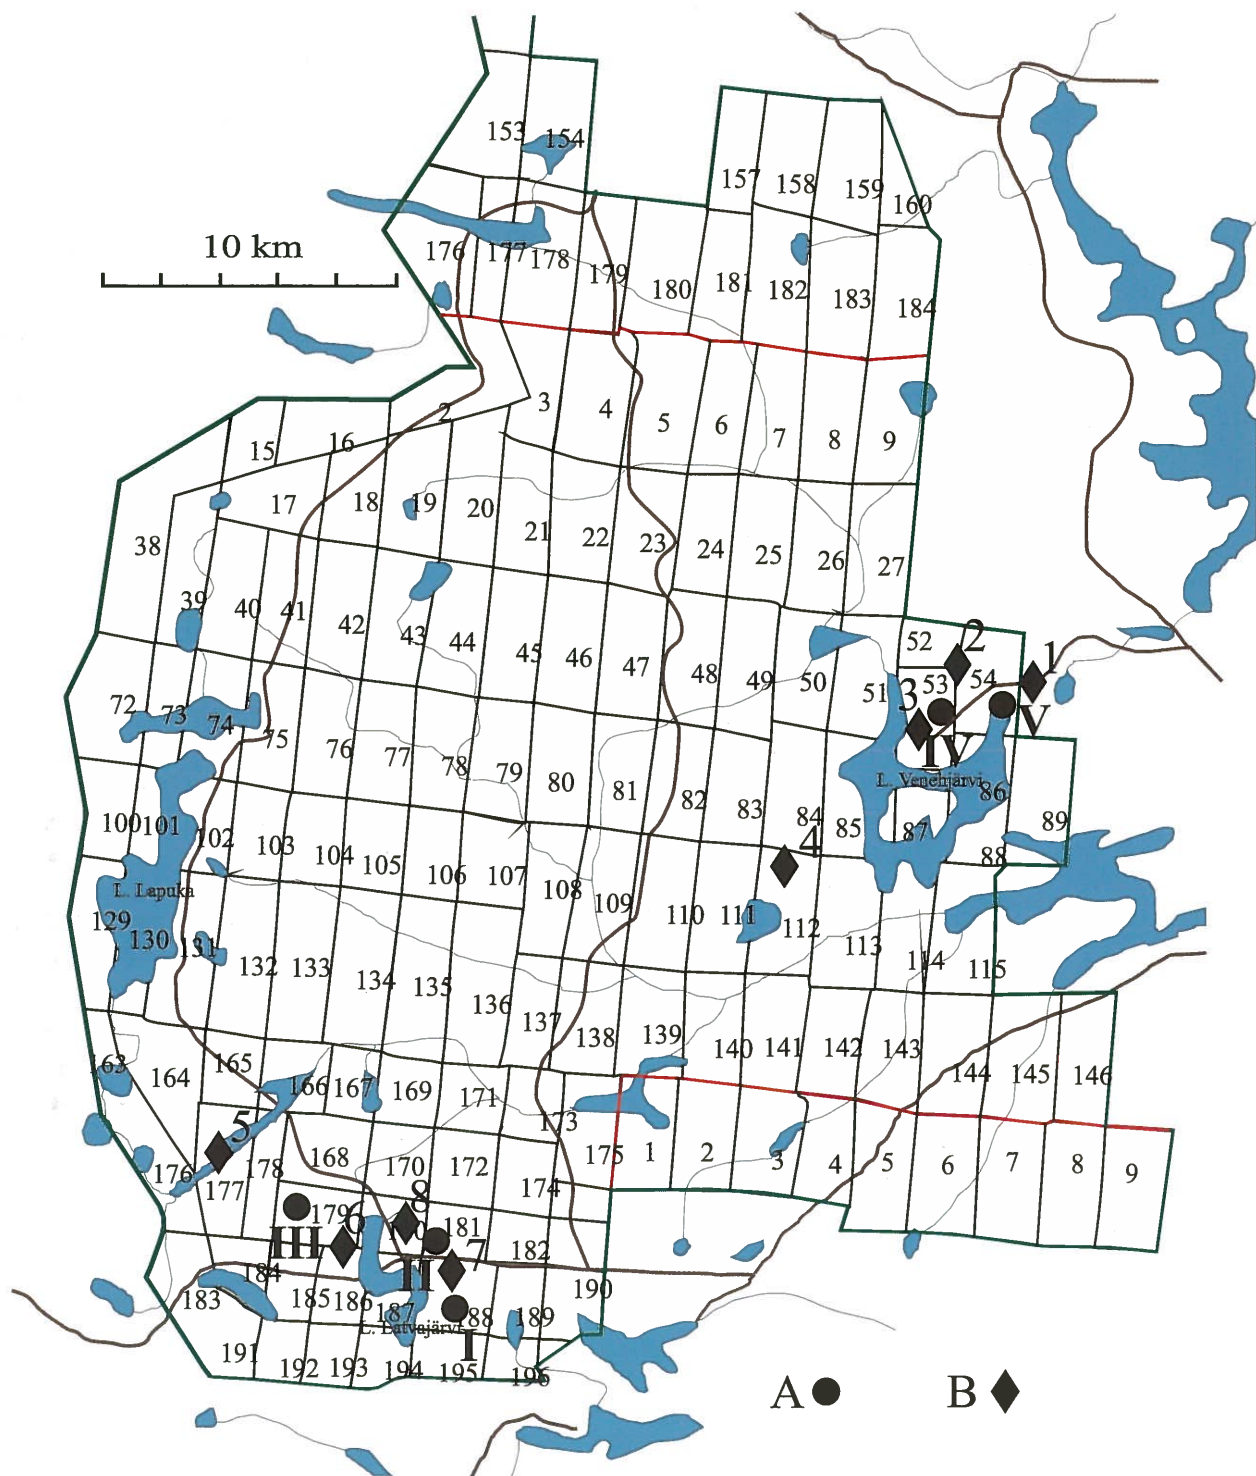 153 154
157 158 159 160
10 km
176 177 178 179 180 181 182 183 184
2 3 4 5 6 7 8 9
15 16
17 18 19 20 21 22 23 24 25 26 27
38 39 40 41 42 43 44 45 46 47 48 49 50 51 52 53 54
2 1
3
IV V
72 73 74 75 76 77 78 79 80 81 82 83 84 85 86 87 88 89
L. Venehjärvi
4
100 101 102 103 104 105 106 107 108 109 110 111 112 113 114 115
L. Lapuka
129 130 131 132 133 134 135 136 137 138 139 140 141 142 143 144 145 146
163 164 165 166 167 169 171 173 175
1 2 3 4 5 6 7 8 9
5
176 177 178 168 170 172 174
179 6 8 181 7 182
III II
183 184 185 186 187 188 189 190
L. Latvajärvi
I
191 192 193 194 195 196
A B